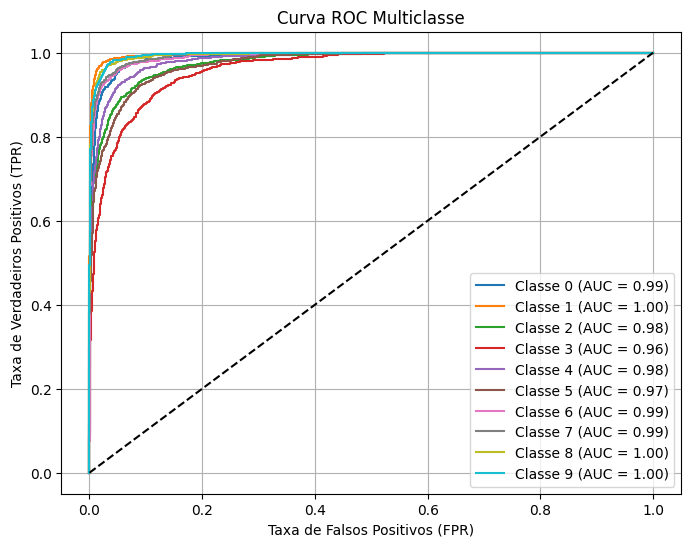 Curva ROC Multiclasse
Taxa de Verdadeiros Positivos (TPR)
1.0
0.8
0.6
0.4
0.2
0.0
Classe 0 (AUC = 0.99)
Classe 1 (AUC = 1.00)
Classe 2 (AUC = 0.98)
Classe 3 (AUC = 0.96)
Classe 4 (AUC = 0.98)
Classe 5 (AUC = 0.97)
Classe 6 (AUC = 0.99)
Classe 7 (AUC = 0.99)
Classe 8 (AUC = 1.00)
Classe 9 (AUC = 1.00)
0.0 0.2 0.4 0.6 0.8 1.0
Taxa de Falsos Positivos (FPR)